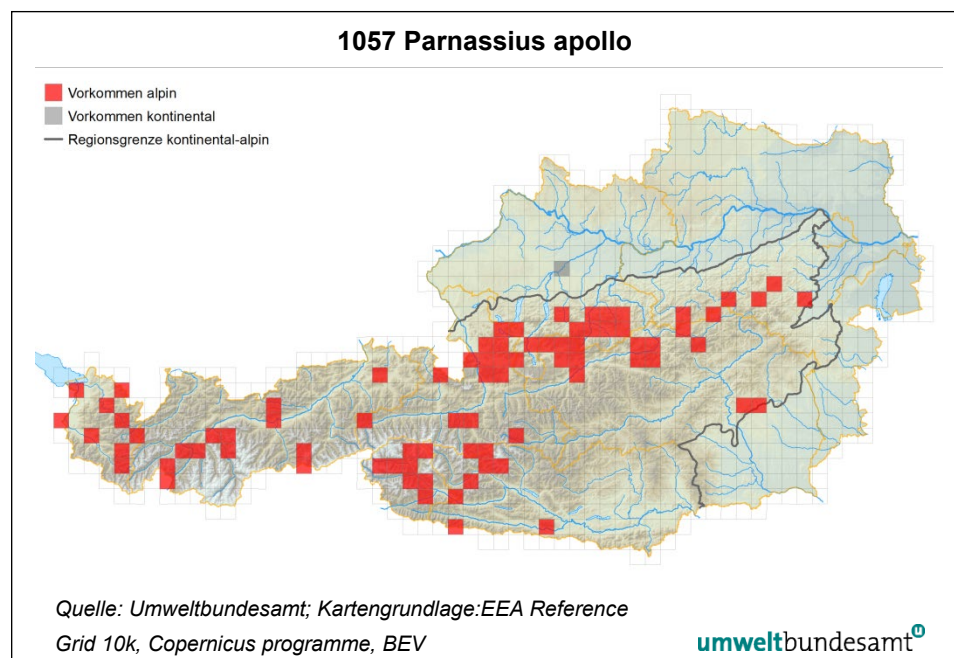 1057 Parnassius apollo
Vorkommen alpin
Vorkommen kontinental
Regionsgrenze kontinental-alpin
Quelle: Umweltbundesamt; Kartengrundlage:EEA Reference
Grid 10k, Copernicus programme, BEV
umweltbundesamt u